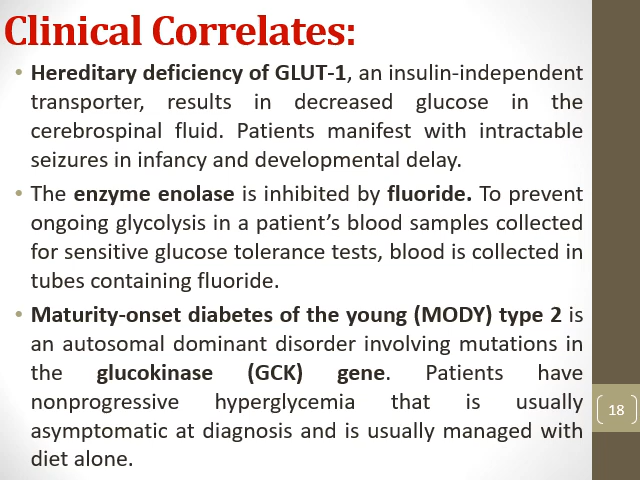 Clinical Correlates:
• Hereditary deficiency of GLUT-1, an insulin-independent
transporter, results in decreased glucose in the
cerebrospinal fluid. Patients manifest with intractable
seizures in infancy and developmental delay.
• The enzyme enolase is inhibited by fluoride. To prevent
ongoing glycolysis in a patient’s blood samples collected
for sensitive glucose tolerance tests, blood is collected in
tubes containing fluoride.
• Maturity-onset diabetes of the young (MODY) type 2 is
an autosomal dominant disorder involving mutations in
the glucokinase (GCK) gene. Patients have
nonprogressive hyperglycemia that is usually
asymptomatic at diagnosis and is usually managed with
diet alone.
18